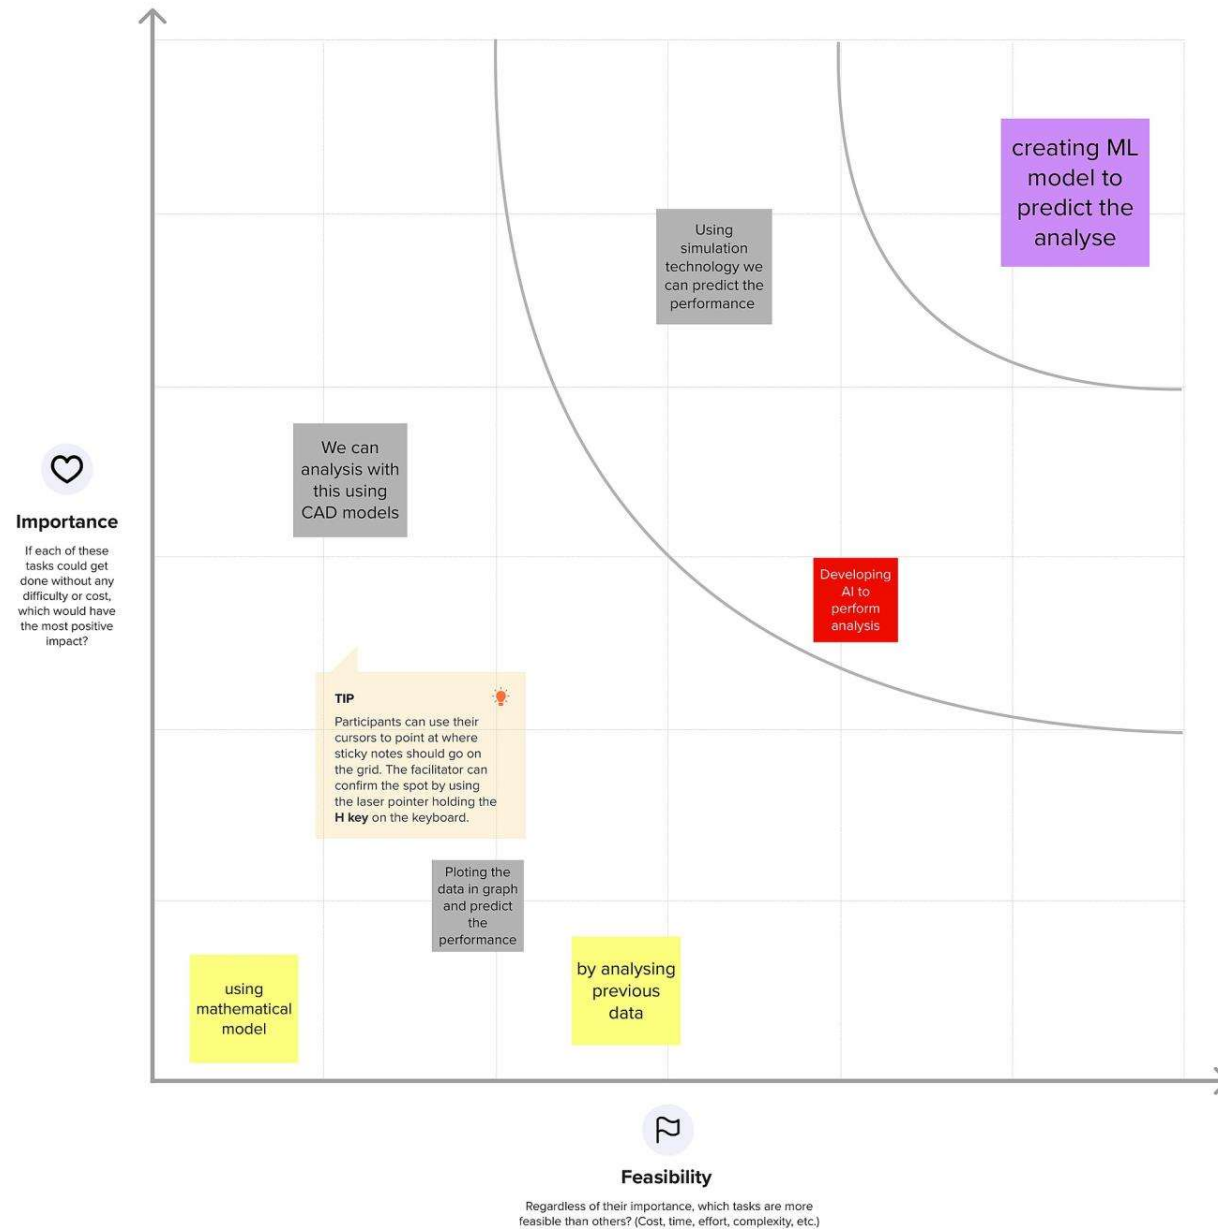 creating ML
model to
predict the
analyse
Using
simulation
technology we
can predict the
performance
We can
analysis with
this using
CAD models
Importance
If each of these
tasks could get
done without any
difficulty or cost,
which would have
the most positive
impact?
Developing
AI to
perform
analysis
TIP
Participants can use their
cursors to point at where
sticky notes should go on
the grid. The facilitator can
confirm the spot by using
the laser pointer holding the
H key on the keyboard.
Ploting the
data in graph
and predict
the
performance
using
mathematical
model
by analysing
previous
data
Feasibility
Regardless of their importance, which tasks are more
feasible than others? (Cost, time, effort, complexity, etc.)